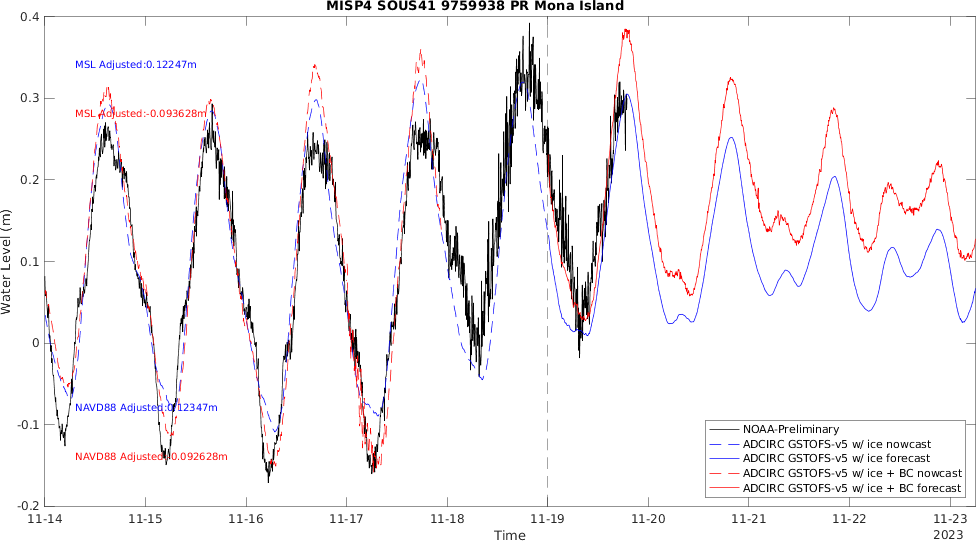 MISP4 SOUS41 9759938 PR Mona Island
0.4
0.3
0.2
0.1
0
-0.1
-0.2
Water Level (m)
MSL Adjusted:0.12247m
MSL Adjusted:-0.093628m
NAVD88 Adjusted:0.12347m
NAVD88 Adjusted:-0.092628m
NOAA-Preliminary
ADCIRC GSTOFS-v5 w/ ice nowcast
ADCIRC GSTOFS-v5 w/ ice forecast
ADCIRC GSTOFS-v5 w/ ice + BC nowcast
ADCIRC GSTOFS-v5 w/ ice + BC forecast
11-14 11-15 11-16 11-17 11-18 11-19 11-20 11-21 11-22 11-23
Time
2023